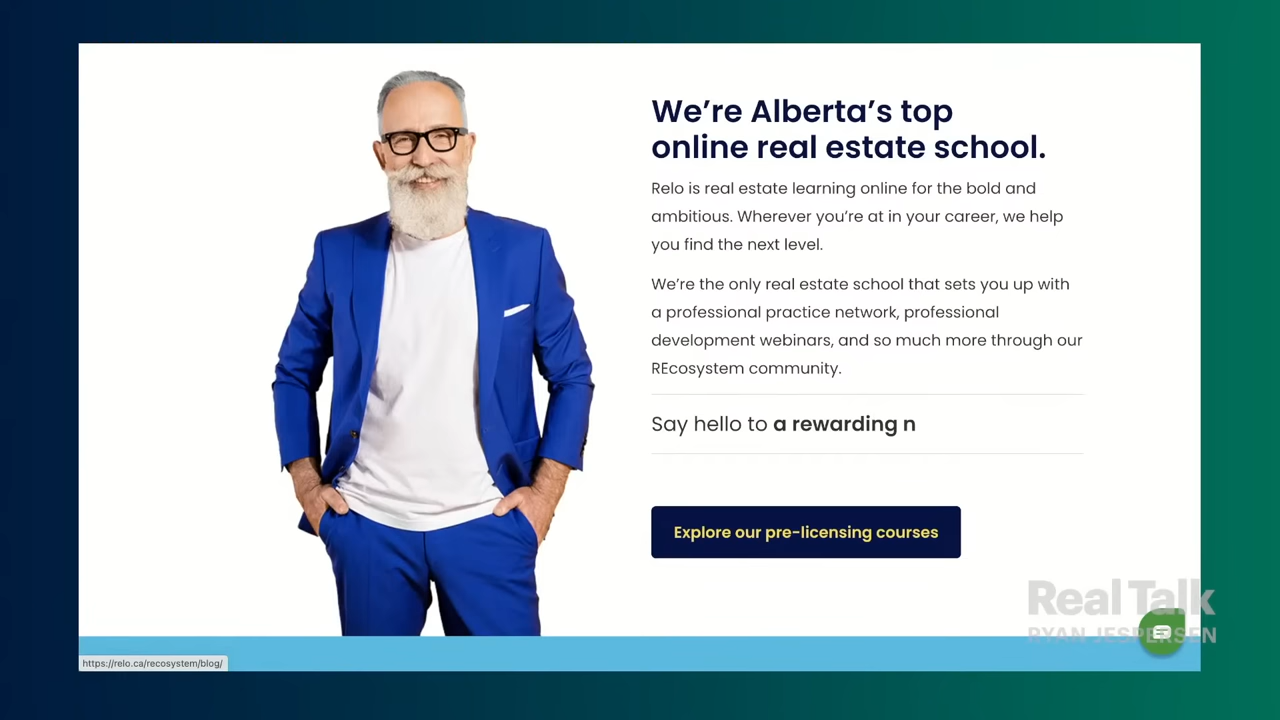 We’re Alberta’s top
online real estate school.
Relo is real estate learning online for the bold and
ambitious. Wherever you’re at in your career, we help
you find the next level.
We’re the only real estate school that sets you up with
a professional practice network, professional
development webinars, and so much more through our
REcosystem community.
Say hello to a rewarding n
Explore our pre-licensing courses
Real Talk
RYAN JESPERSEN
https://relo.ca/recosystem/blog/